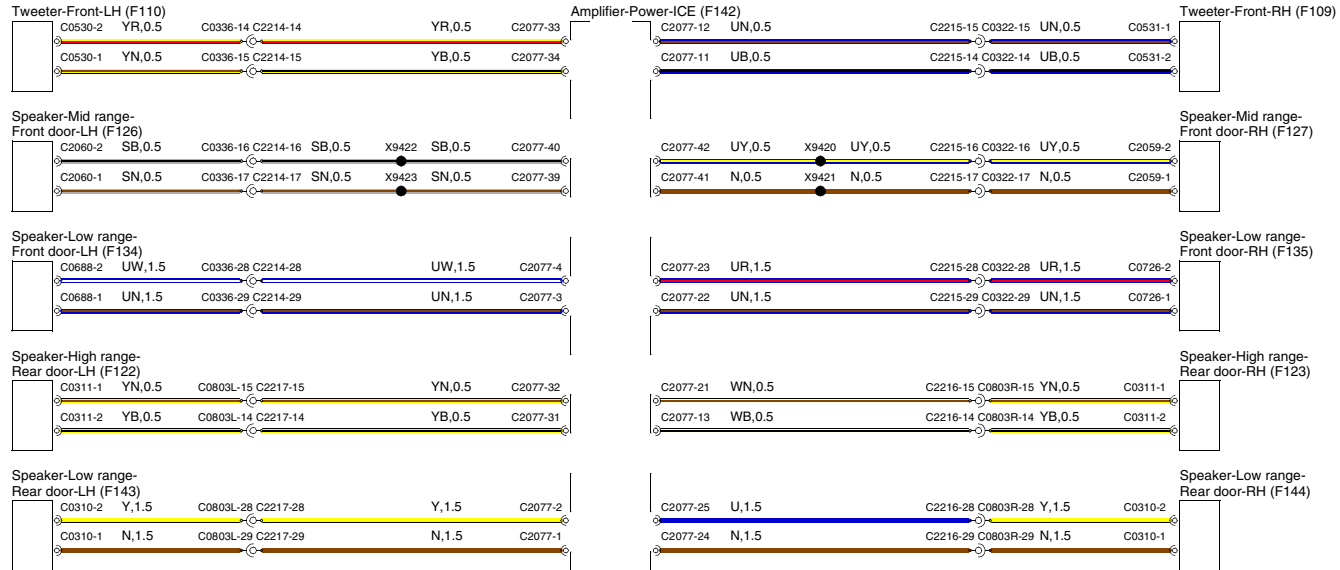 Tweeter-Front-LH (F110) Amplifier-Power-ICE (F142) Tweeter-Front-RH (F109)
C0530-2 YR,0.5 C0336-14 C2214-14 YR,0.5 C2077-33 C2077-12 UN,0.5 C2215-15 C0322-15 UN,0.5 C0531-1
C0530-1 YN,0.5 C0336-15 C2214-15 YB,0.5 C2077-34 C2077-11 UB,0.5 C2215-14 C0322-14 UB,0.5 C0531-2
Speaker-Mid range- Speaker-Mid range-
Front door-LH (F126) Front door-RH (F127)
C2060-2 SB,0.5 C0336-16 C2214-16 SB,0.5 X9422 SB,0.5 C2077-40 C2077-42 UY,0.5 X9420 UY,0.5 C2215-16 C0322-16 UY,0.5 C2059-2
C2060-1 SN,0.5 C0336-17 C2214-17 SN,0.5 X9423 SN,0.5 C2077-39 C2077-41 N,0.5 X9421 N,0.5 C2215-17 C0322-17 N,0.5 C2059-1
Speaker-Low range- Speaker-Low range-
Front door-LH (F134) Front door-RH (F135)
C0688-2 UW,1.5 C0336-28 C2214-28 UW,1.5 C2077-4 C2077-23 UR,1.5 C2215-28 C0322-28 UR,1.5 C0726-2
C0688-1 UN,1.5 C0336-29 C2214-29 UN,1.5 C2077-3 C2077-22 UN,1.5 C2215-29 C0322-29 UN,1.5 C0726-1
Speaker-High range- Speaker-High range-
Rear door-LH (F122) Rear door-RH (F123)
C0311-1 YN,0.5 C0803L-15 C2217-15 YN,0.5 C2077-32 C2077-21 WN,0.5 C2216-15 C0803R-15 YN,0.5 C0311-1
C0311-2 YB,0.5 C0803L-14 C2217-14 YB,0.5 C2077-31 C2077-13 WB,0.5 C2216-14 C0803R-14 YB,0.5 C0311-2
Speaker-Low range- Speaker-Low range-
Rear door-LH (F143) Rear door-RH (F144)
C0310-2 Y,1.5 C0803L-28 C2217-28 Y,1.5 C2077-2 C2077-25 U,1.5 C2216-28 C0803R-28 Y,1.5 C0310-2
C0310-1 N,1.5 C0803L-29 C2217-29 N,1.5 C2077-1 C2077-24 N,1.5 C2216-29 C0803R-29 N,1.5 C0310-1